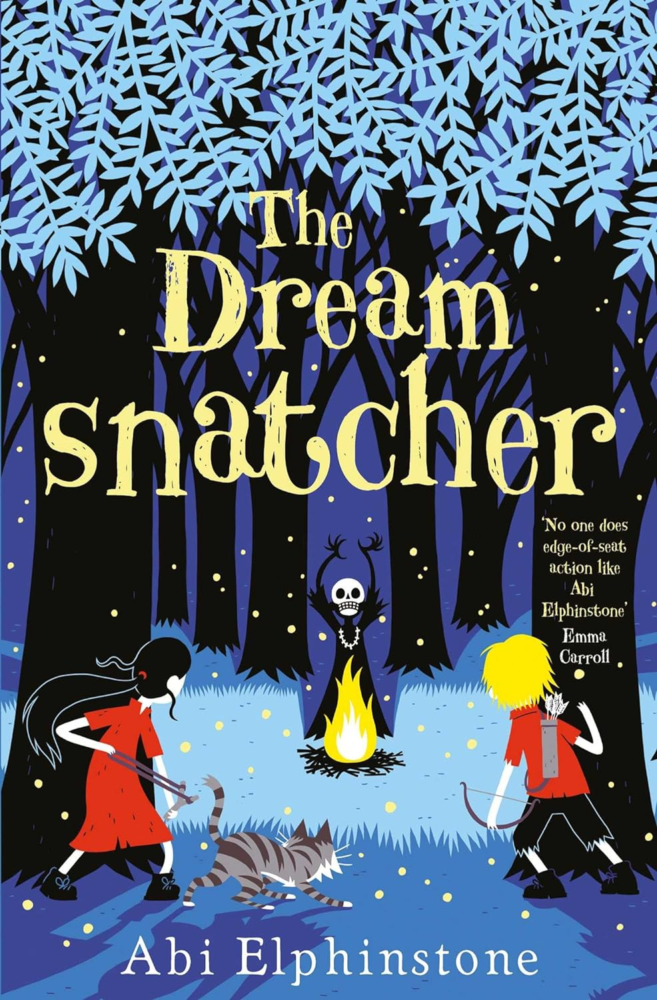 The
Dream
snatcher
‘No one does
edge-of-seat
action like
Abi
Elphinstone’
Emma
Carroll
Abi Elphinstone